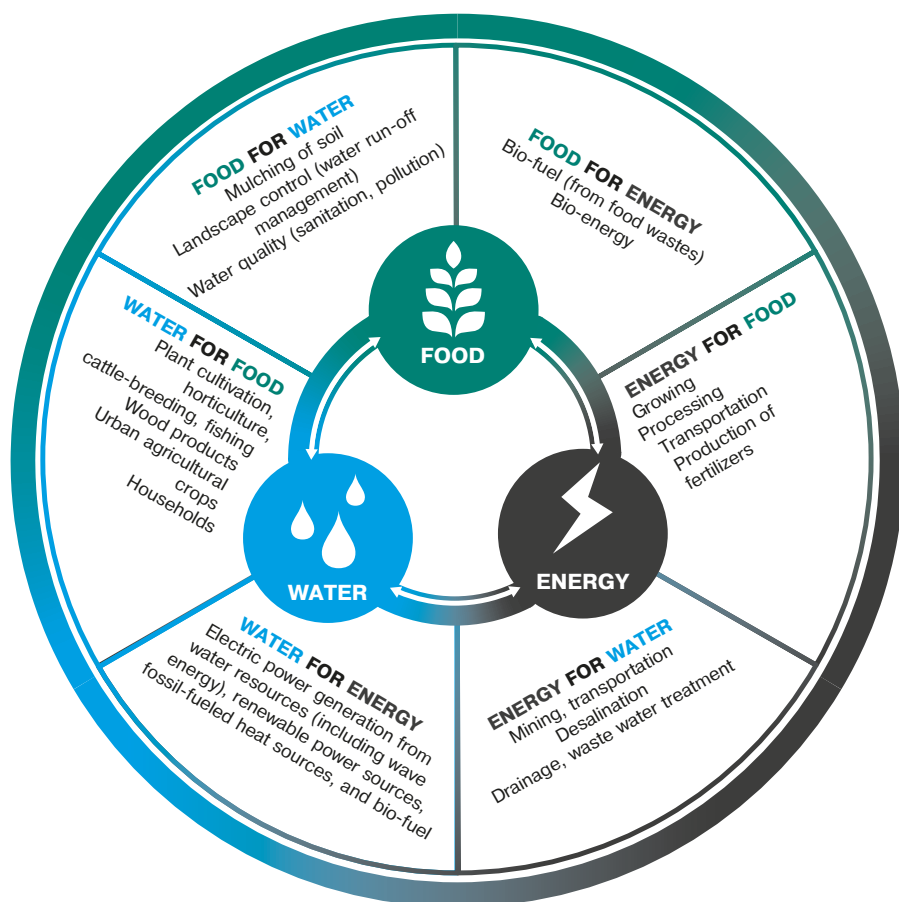 FOOD FOR WATER
Mulching of soil
Landscape control (water run-off
management)
Water quality (sanitation, pollution)
FOOD FOR ENERGY
Bio-fuel (from food wastes)
Bio-energy
WATER FOR FOOD
Plant cultivation,
horticulture,
cattle-breeding, fishing
Wood products
Urban agricultural
crops
Households
FOOD
ENERGY FOR FOOD
Growing
Processing
Transportation
Production of
fertilizers
WATER
ENERGY
WATER FOR ENERGY
Electric power generation from
water resources (including wave
energy), renewable power sources,
fossil-fueled heat sources, and bio-fuel
ENERGY FOR WATER
Mining, transportation
Desalination
Drainage, waste water treatment